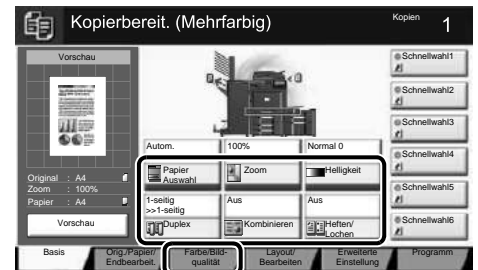 Kopierbereit. (Mehrfarbig)
Kopien
1
Vorschau
Original : A4
Zoom : 100%
Papier : A4
Vorschau
Autom.
100%
Normal 0
Papier
Auswahl
Zoom
Helligkeit
1-seitig
>>1-seitig
Aus
Aus
Duplex
Kombinieren
Heften/
Lochen
Schnellwahl1
Schnellwahl2
Schnellwahl3
Schnellwahl4
Schnellwahl5
Schnellwahl6
Basis
Orig./Papier/
Endbearbeit.
Farbe/Bild-
qualität
Layout/
Bearbeiten
Erweiterte
Einstellung
Programm